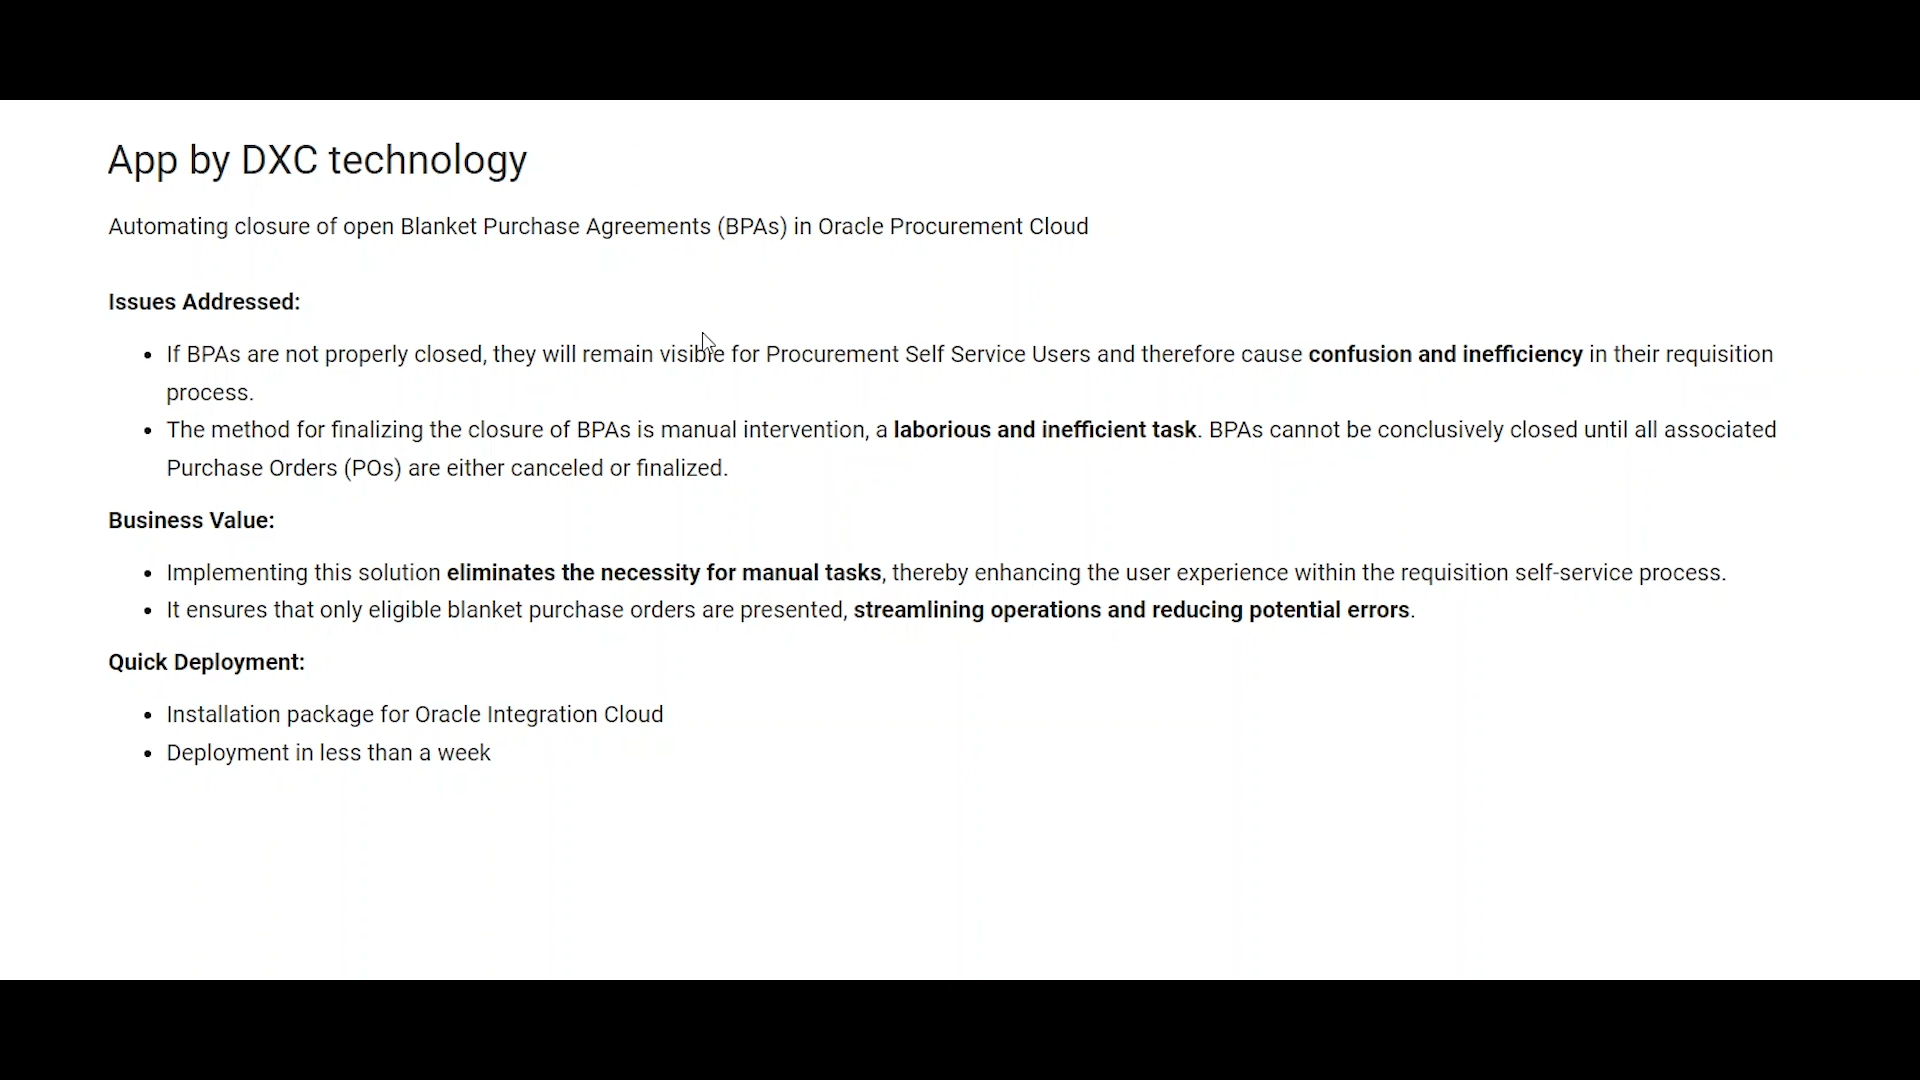 App by DXC technology
Automating closure of open Blanket Purchase Agreements (BPAs) in Oracle Procurement Cloud
Issues Addressed:
• If BPAs are not properly closed, they will remain visible for Procurement Self Service Users and therefore cause confusion and inefficiency in their requisition
process.
• The method for finalizing the closure of BPAs is manual intervention, a laborious and inefficient task. BPAs cannot be conclusively closed until all associated
Purchase Orders (POs) are either canceled or finalized.
Business Value:
• Implementing this solution eliminates the necessity for manual tasks, thereby enhancing the user experience within the requisition self-service process.
• It ensures that only eligible blanket purchase orders are presented, streamlining operations and reducing potential errors.
Quick Deployment:
• Installation package for Oracle Integration Cloud
• Deployment in less than a week